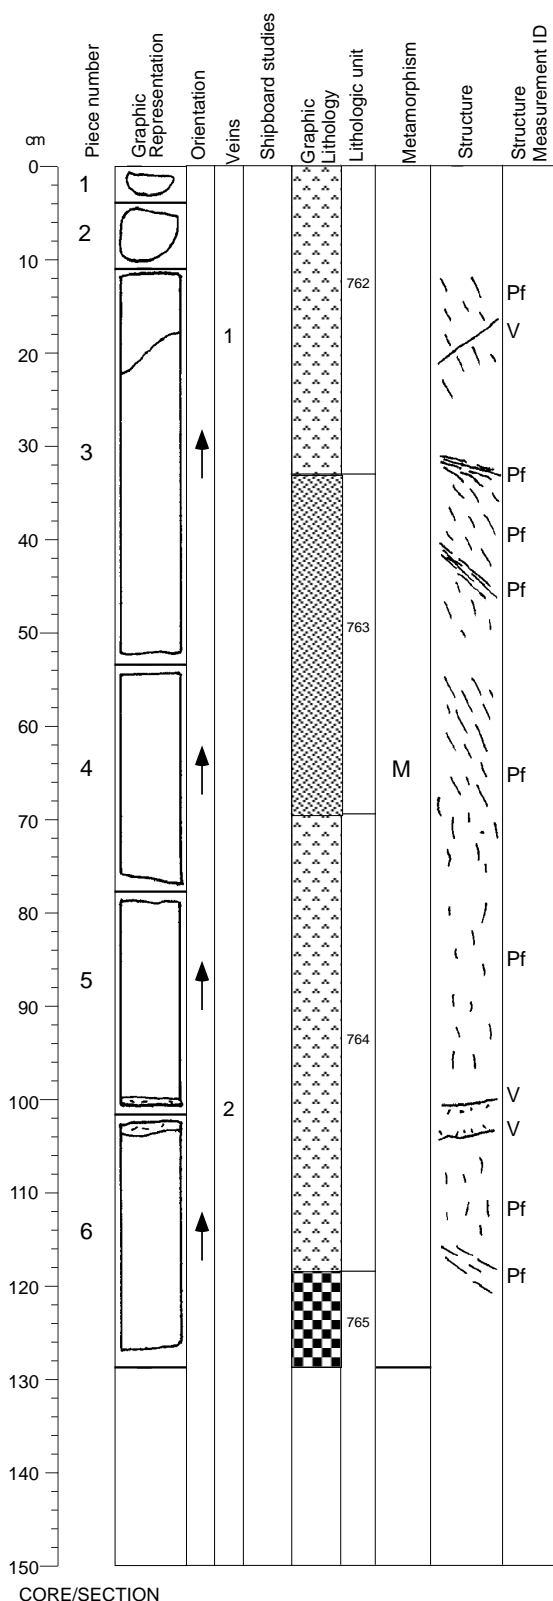 cm
Piece number
Graphic
Representation
Orientation
Veins
Shipboard studies
Graphic
Lithology
Lithologic unit
Metamorphism
Structure
Structure
Measurement ID
0
1
2
10
762
Pf
1
V
20
30
3
Pf
40
Pf
Pf
50
763
60
4
M
Pf
70
80
5
Pf
90
764
100
2
V
V
110
6
Pf
Pf
120
765
130
140
150
CORE/SECTION